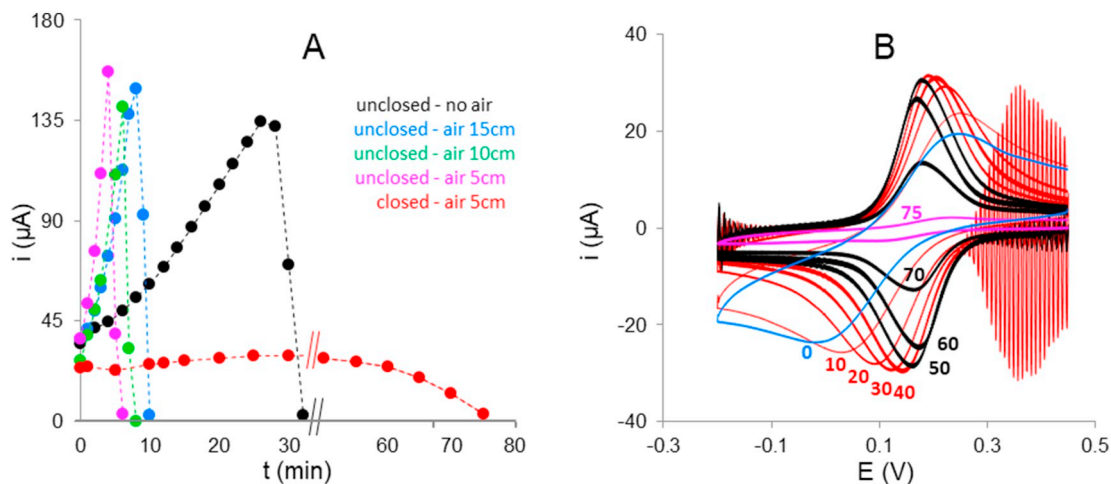 A
180
135
90
45
0
i (µA)
unclosed - no air
unclosed - air 15cm
unclosed - air 10cm
unclosed - air 5cm
closed - air 5cm
0 10 20 30 60 70 80
t (min)
B
40
20
0
-20
-40
i (µA)
75
70
60
50
0 10 20 30 40
-0.3 -0.1 0.1 0.3 0.5
E (V)